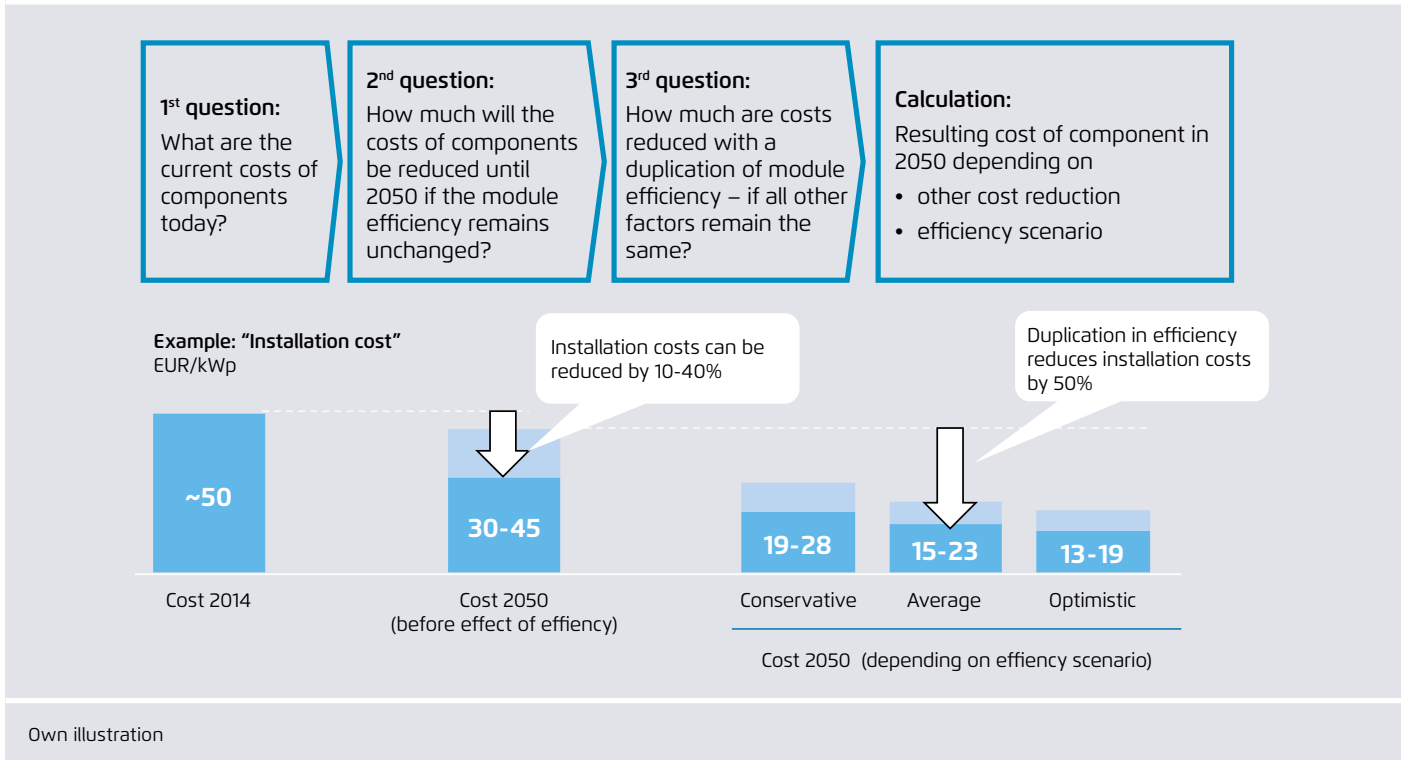 1st question:
What are the
current costs of
components
today?
2nd question:
How much will the
costs of components
be reduced until
2050 if the module
efficiency remains
unchanged?
3rd question:
How much are costs
reduced with a
duplication of module
efficiency – if all other
factors remain the
same?
Calculation:
Resulting cost of component in
2050 depending on
• other cost reduction
• efficiency scenario
Example: “Installation cost”
EUR/kWp
Installation costs can be
reduced by 10-40%
Duplication in efficiency
reduces installation costs
by 50%
~50
30-45
19-28
15-23
13-19
Cost 2014
Cost 2050
(before effect of effiency)
Conservative
Average
Optimistic
Cost 2050 (depending on effiency scenario)
Own illustration